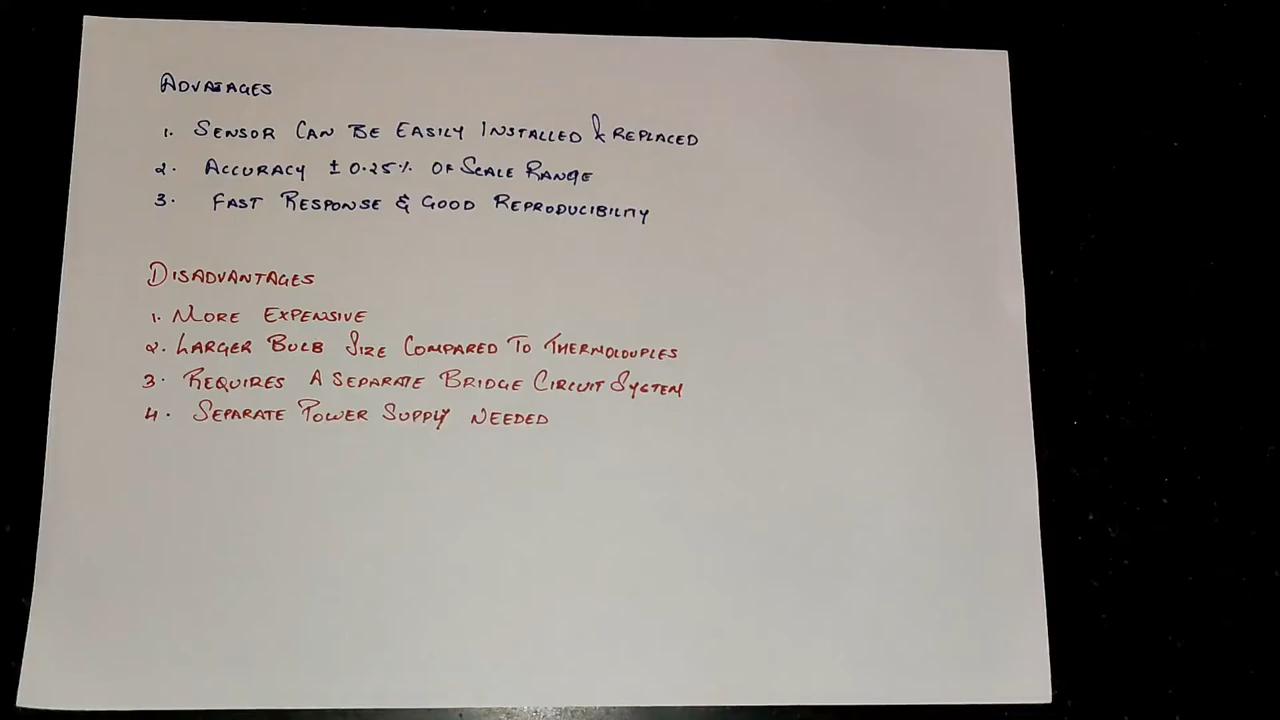 ADVATAGES
1. SENSOR CAN BE EASILY INSTALLED & REPLACED
2. ACCURACY ± 0.25% OF SCALE RANGE
3. FAST RESPONSE & GOOD REPRODUCIBILITY
DISADVANTAGES
1. MORE EXPENSIVE
2. LARGER BULB SIZE COMPARED TO THERMOCOUPLES
3. REQUIRES A SEPARATE BRIDGE CIRCUIT SYSTEM
4. SEPARATE POWER SUPPLY NEEDED